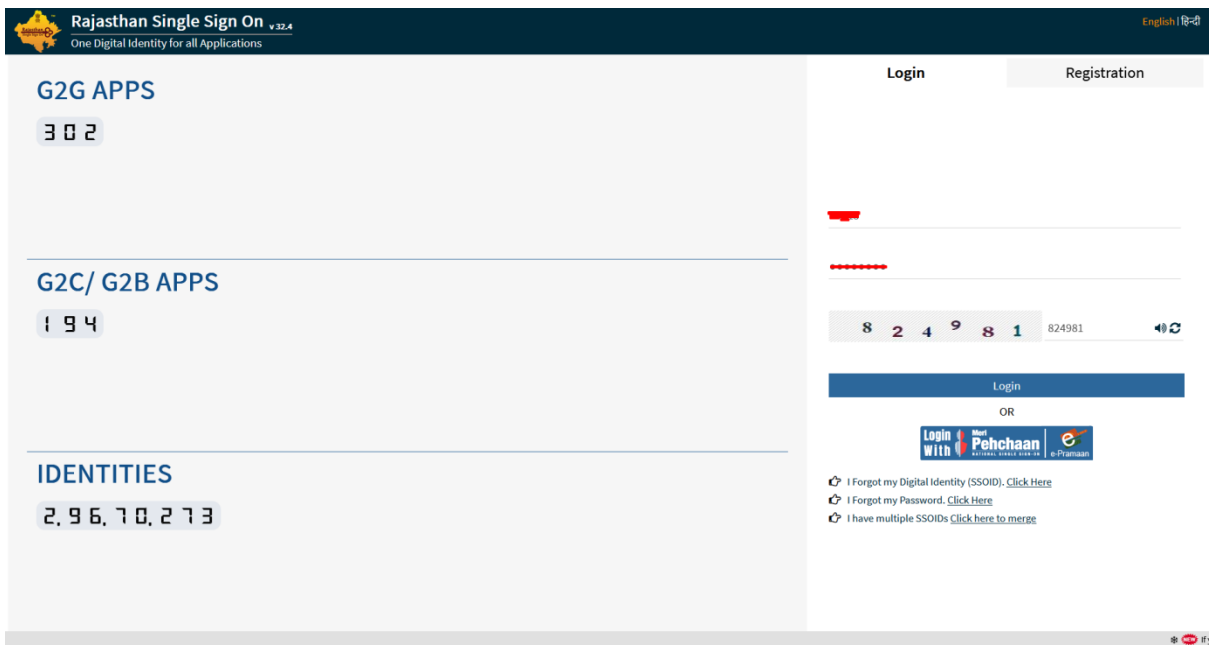 Rajasthan Single Sign On v 32.4
One Digital Identity for all Applications
English | हिन्दी
G2G APPS
302
G2C/ G2B APPS
194
IDENTITIES
2,96,70,273
Login
Registration
8 2 4 9 8 1
824981
Login
OR
Login With
Meri
Pehchaan
NATIONAL SINGLE SIGN-ON
e-Pramaan
I Forgot my Digital Identity (SSOID). Click Here
I Forgot my Password. Click Here
I have multiple SSOIDs Click here to merge
NEW